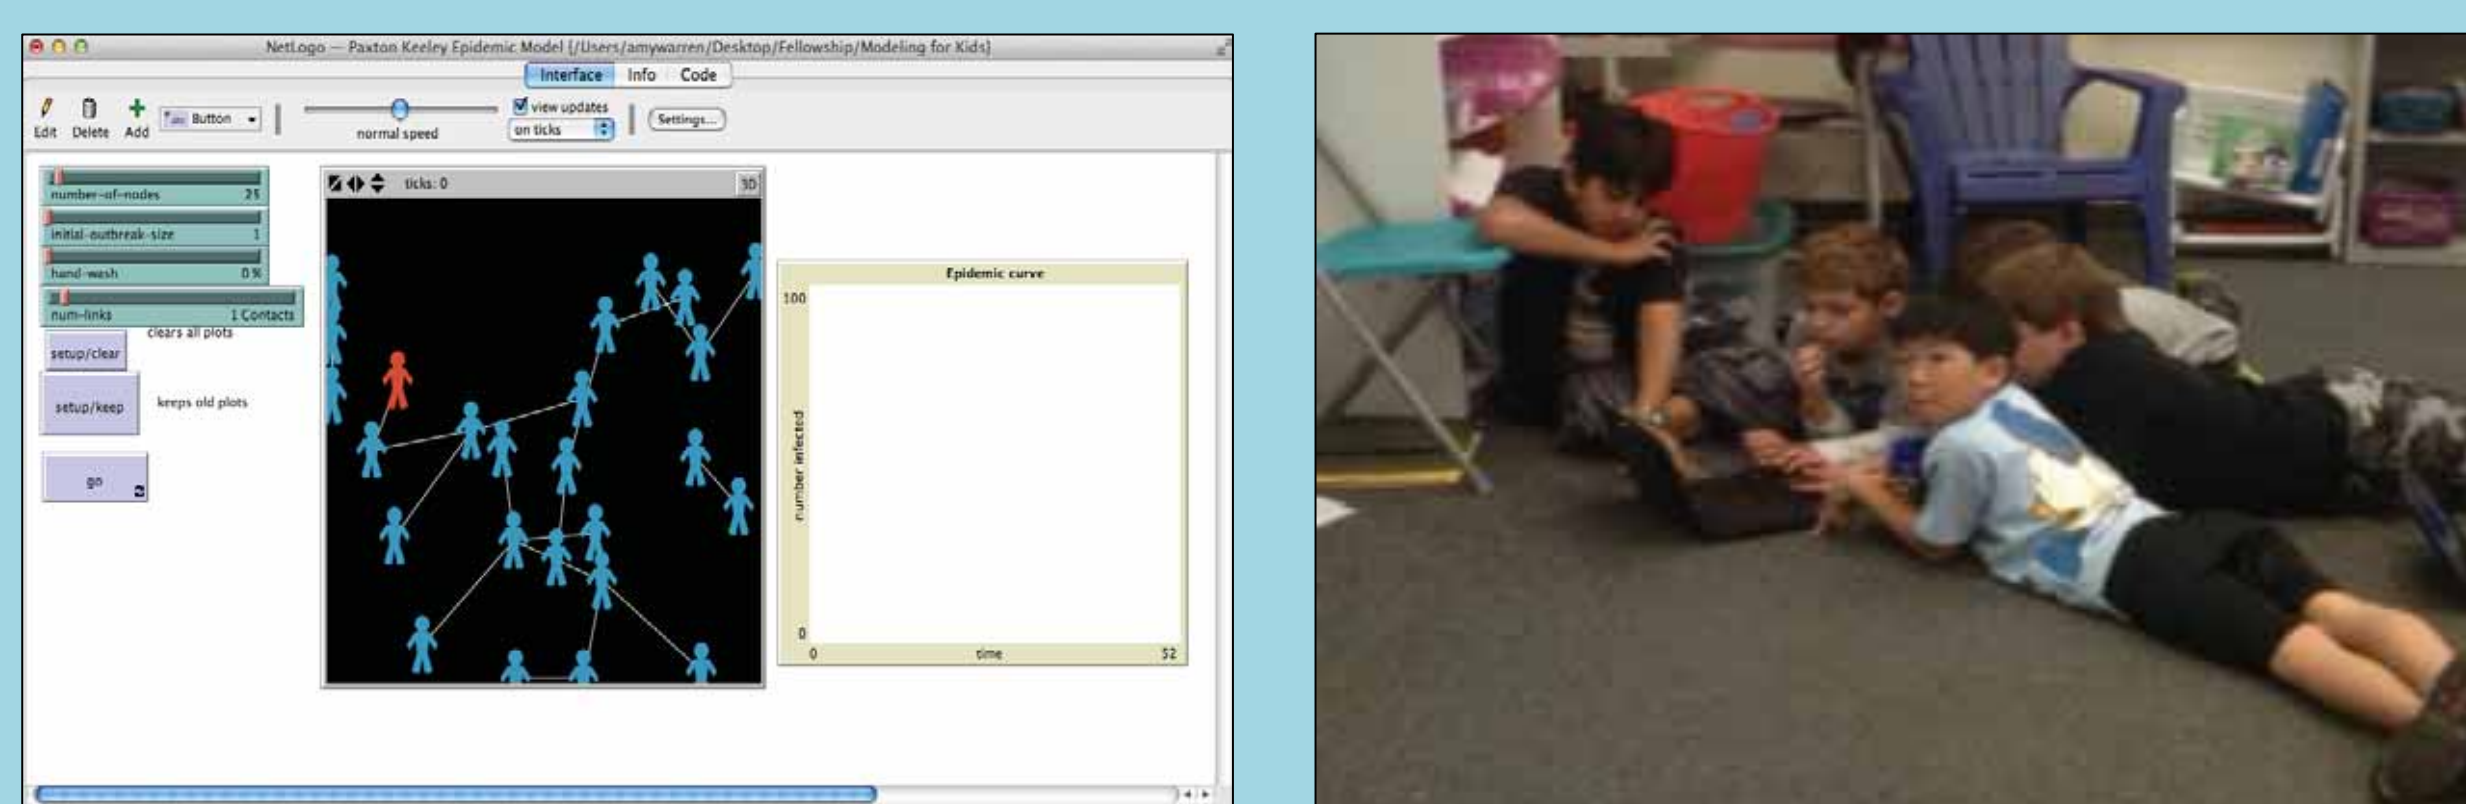 NetLogo — Paxton Keeley Epidemic Model {/Users/amywarren/Desktop/Fellowship/Modeling for Kids}
Interface Info Code
Edit Delete Add
Button
normal speed
view updates
on ticks
Settings...
number-of-nodes 25
initial-outbreak-size 1
hand-wash 0 %
num-links 1 Contacts
setup/clear
clears all plots
setup/keep
keeps old plots
go
ticks: 0
3D
Epidemic curve
100
number infected
0
0 time 52